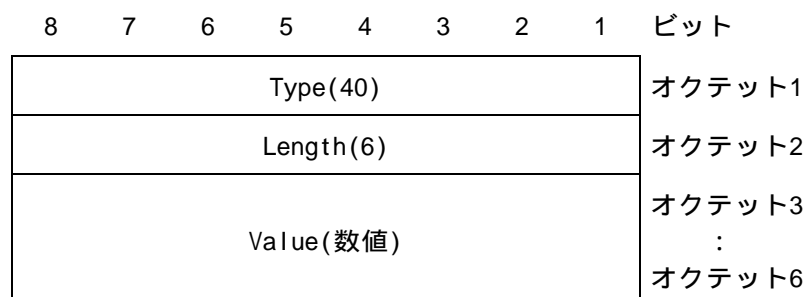 8 7 6 5 4 3 2 1 ビット
Type(40) オクテット1
Length(6) オクテット2
オクテット3
Value(数値) :
オクテット6